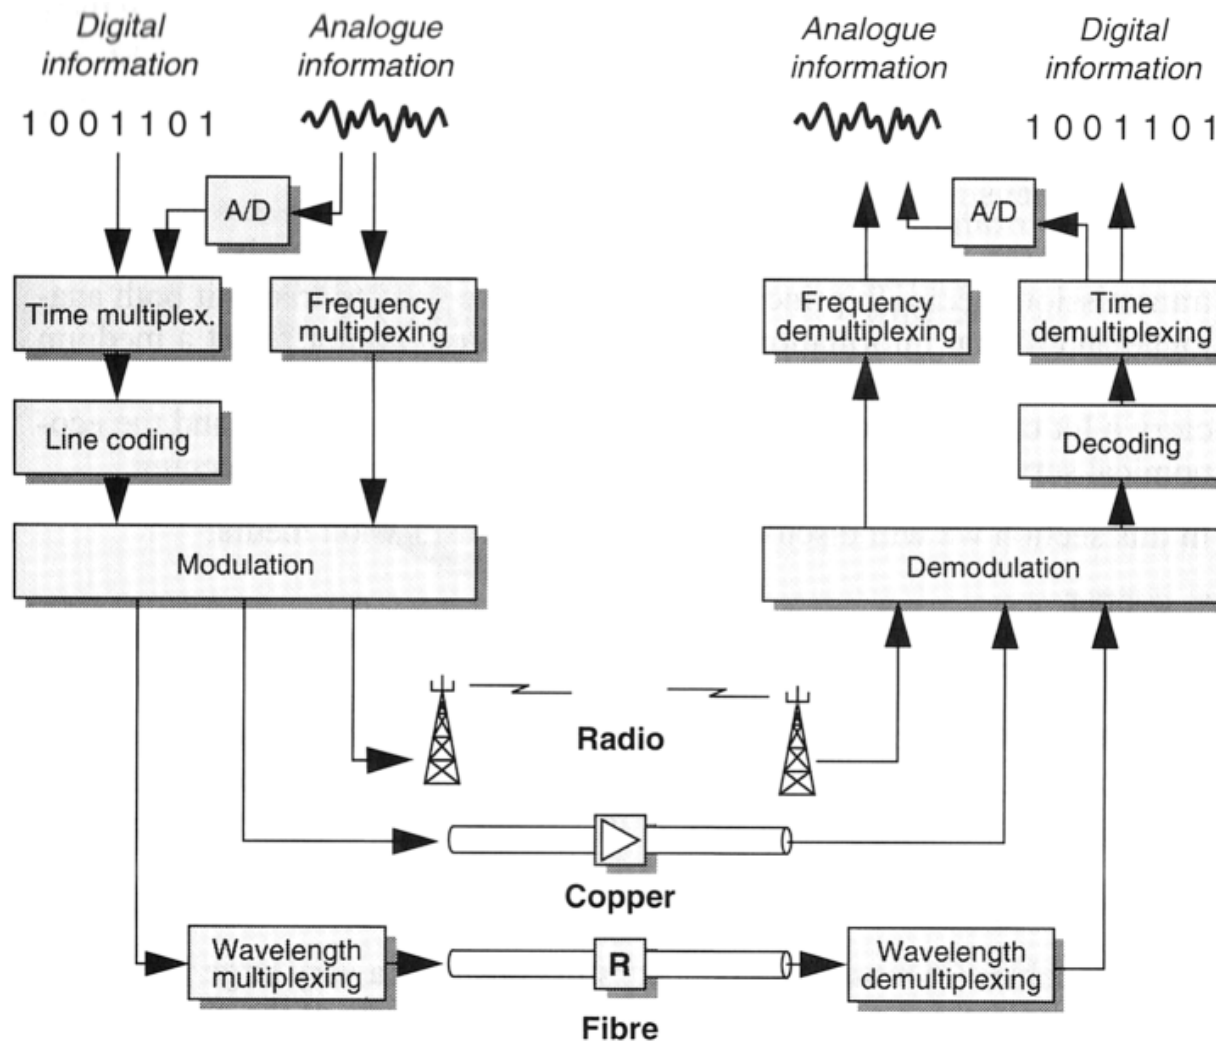 Digital
information
Analogue
information
Analogue
information
Digital
information
1 0 0 1 1 0 1
1 0 0 1 1 0 1
A/D
A/D
Time multiplex.
Frequency
multiplexing
Frequency
demultiplexing
Time
demultiplexing
Line coding
Decoding
Modulation
Demodulation
Radio
Copper
Wavelength
multiplexing
R
Wavelength
demultiplexing
Fibre